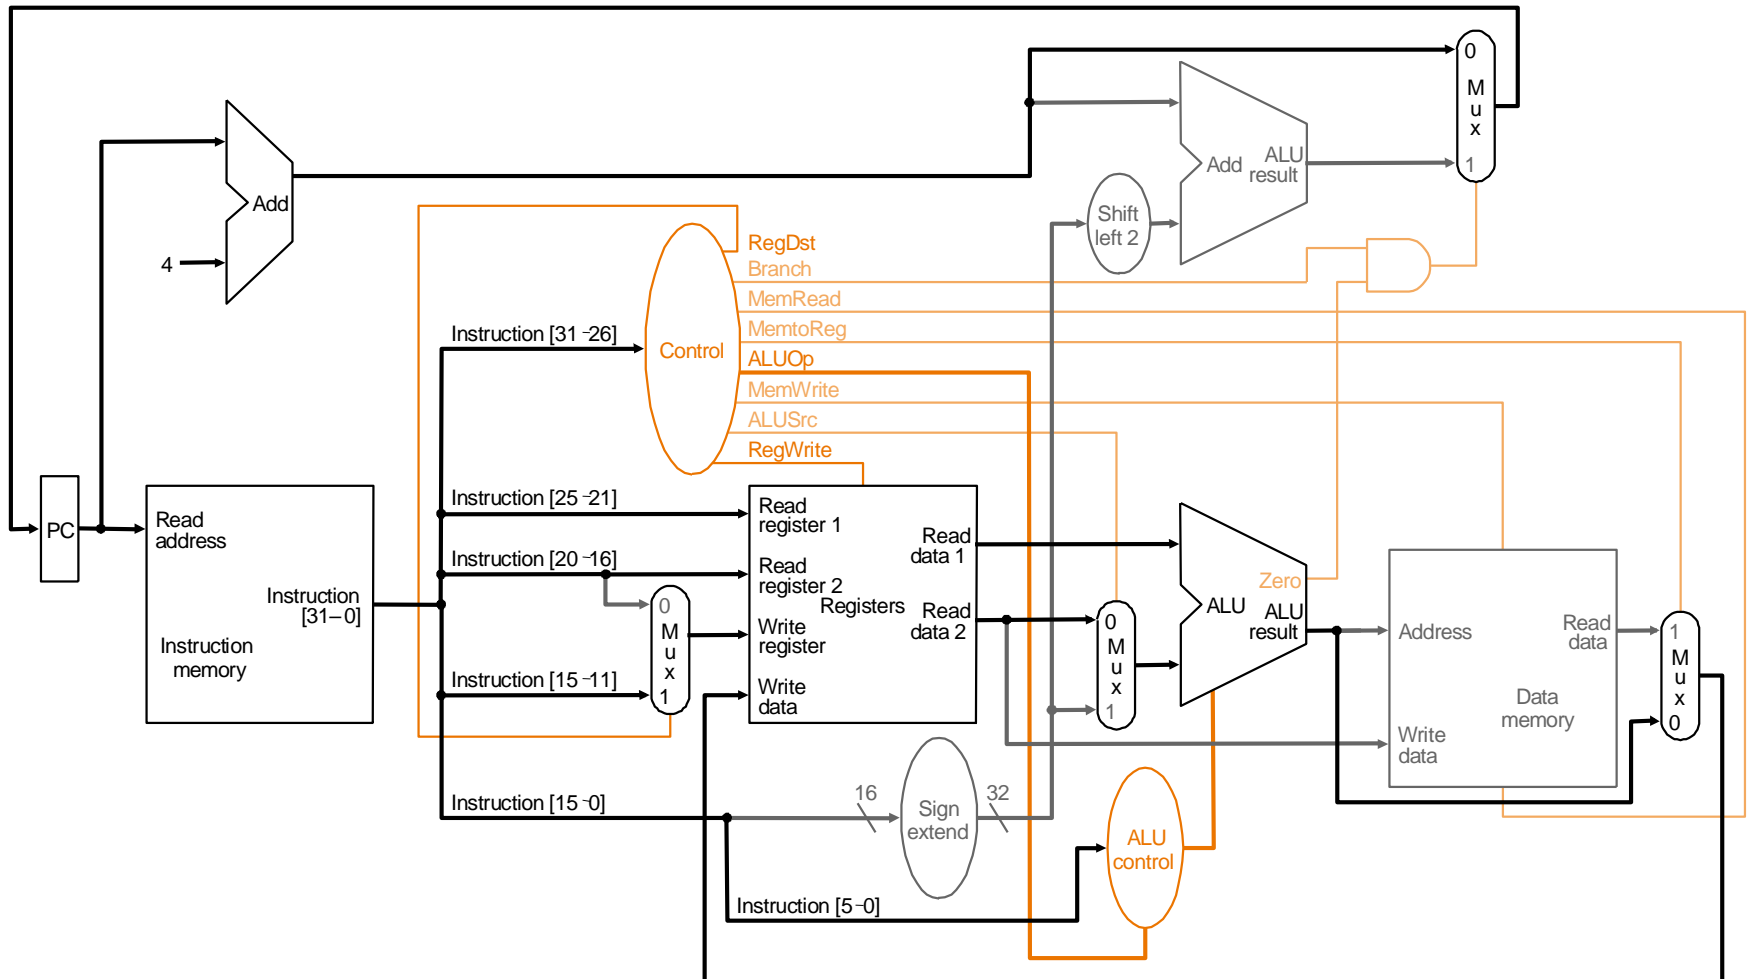 0
M
u
x
1
Add
ALU
result
Shift
left 2
Add
4
RegDst
Branch
MemRead
MemtoReg
ALUOp
MemWrite
ALUSrc
RegWrite
Control
Instruction [31-26]
Instruction [25-21]
Instruction [20-16]
Instruction [15-11]
Instruction [15-0]
Instruction [5-0]
PC
Read
address
Instruction
[31–0]
Instruction
memory
0
M
u
x
1
Read
register 1
Read
register 2
Write
register
Write
data
Registers
Read
data 1
Read
data 2
0
M
u
x
1
Zero
ALU
ALU
result
Address
Write
data
Read
data
Data
memory
1
M
u
x
0
16
Sign
extend
32
ALU
control